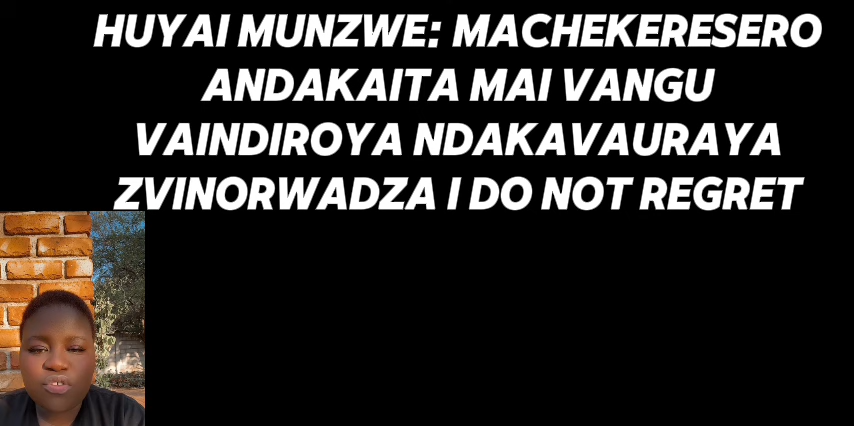 HUYAI MUNZWE: MACHEKERESERO
ANDAKAITA MAI VANGU
VAINDIROYA NDAKAVAURAYA
ZVINORWADZA I DO NOT REGRET